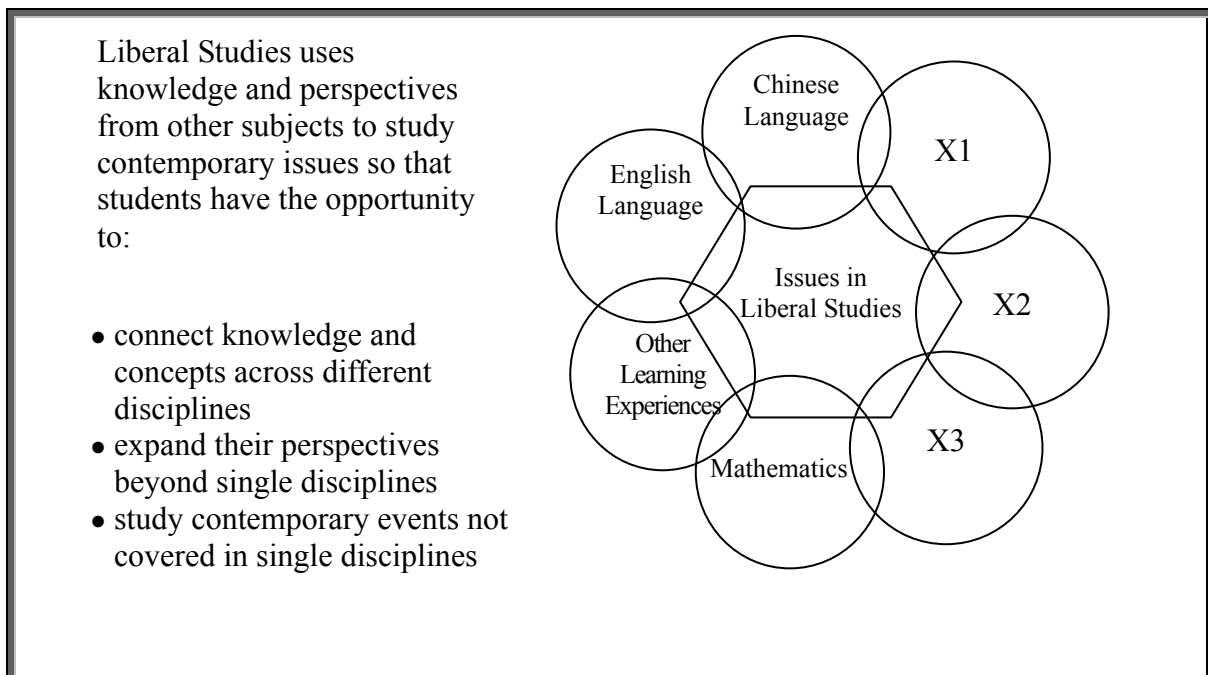 Liberal Studies uses
knowledge and perspectives
from other subjects to study
contemporary issues so that
students have the opportunity
to:
● connect knowledge and
concepts across different
disciplines
● expand their perspectives
beyond single disciplines
● study contemporary events not
covered in single disciplines
Chinese
Language
X1
English
Language
Issues in
Liberal Studies
X2
Other
Learning
Experiences
X3
Mathematics